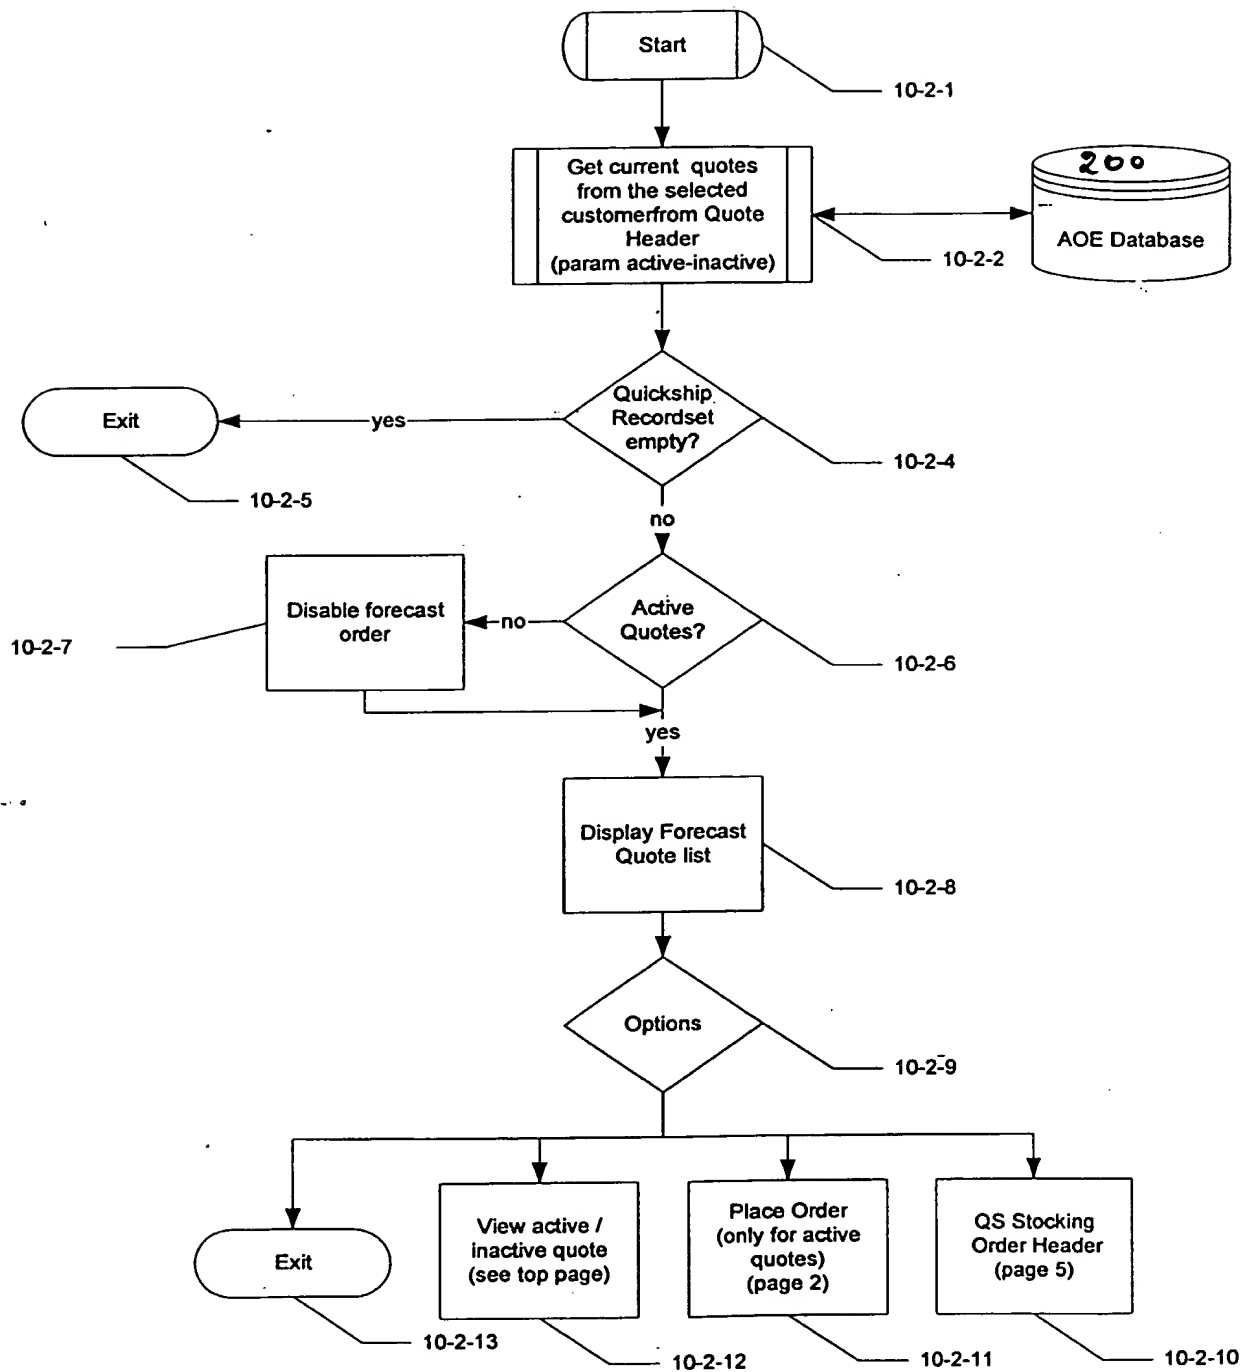 Start
10-2-1
Get current quotes
from the selected
customerfrom Quote
Header
(param active-inactive)
10-2-2
200
AOE Database
Quickship
Recordset
empty?
10-2-4
yes
Exit
10-2-5
no
Active
Quotes?
10-2-6
no
Disable forecast
order
10-2-7
yes
Display Forecast
Quote list
10-2-8
Options
10-2-9
Exit
10-2-13
View active /
inactive quote
(see top page)
10-2-12
Place Order
(only for active
quotes)
(page 2)
10-2-11
QS Stocking
Order Header
(page 5)
10-2-10